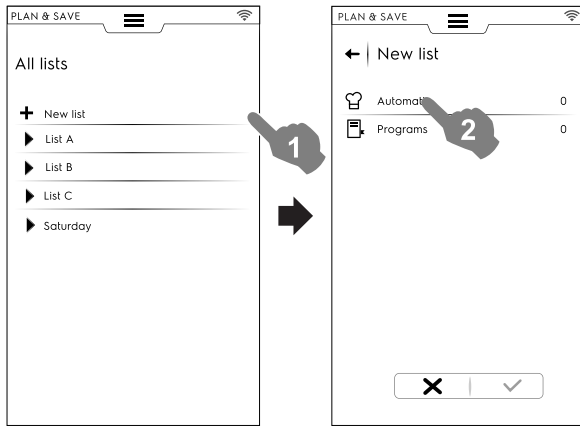 PLAN & SAVE
All lists
New list
List A
List B
List C
Saturday
1
PLAN & SAVE
New list
0
Programs 0
2